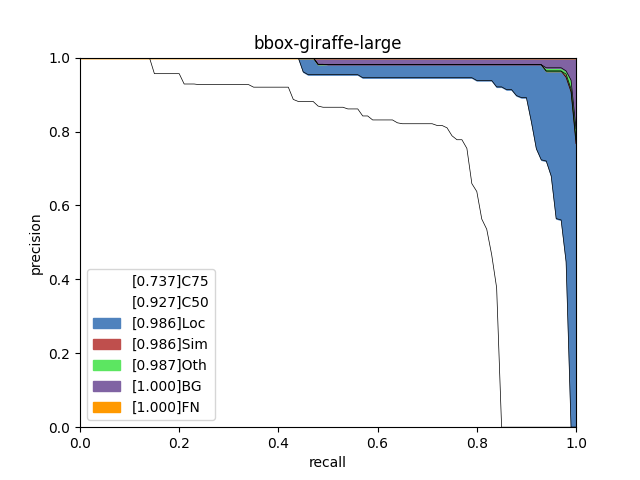 bbox-giraffe-large
1.0
0.8
0.6
0.4
0.2
0.0
precision
[0.737]C75
[0.927]C50
[0.986]Loc
[0.986]Sim
[0.987]Oth
[1.000]BG
[1.000]FN
0.0 0.2 0.4 0.6 0.8 1.0
recall